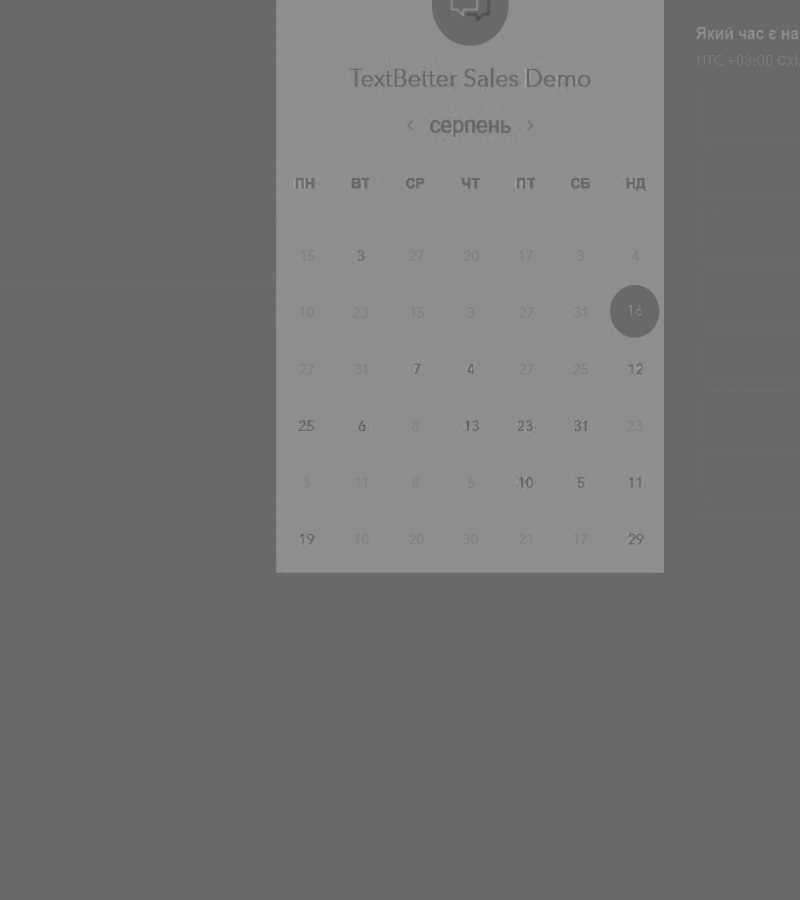 Який час є на
TextBetter Sales Demo
UTC +03:00 Схі
‹ серпень ›
ПН ВТ СР ЧТ ПТ СБ НД
15 3 27 20 17 3 4
10 23 15 3 27 31 16
27 31 7 4 27 25 12
25 6 8 13 23 31 23
3 11 8 5 10 5 11
19 10 20 30 21 17 29